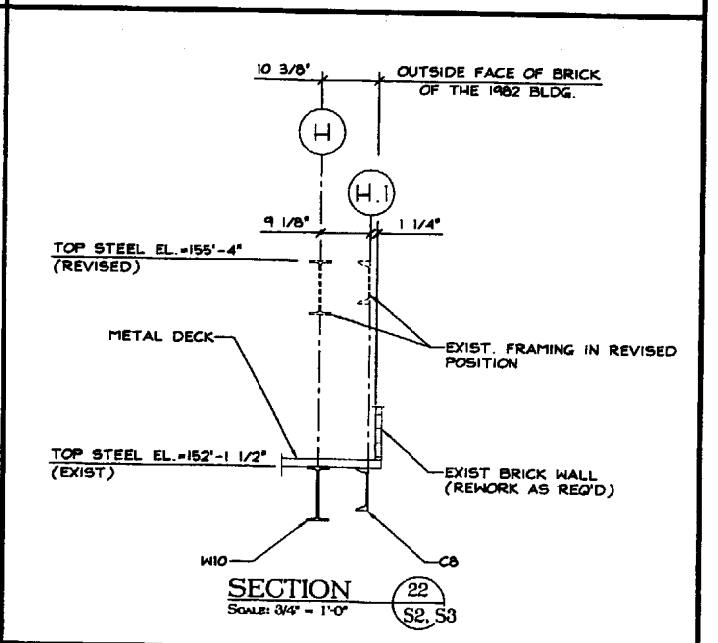 10 3/8"
OUTSIDE FACE OF BRICK
OF THE 1982 BLDG.
H
H.1
9 1/8"
1 1/4"
TOP STEEL EL.=155'-4"
(REVISED)
METAL DECK
EXIST. FRAMING IN REVISED
POSITION
TOP STEEL EL.=152'-1 1/2"
(EXIST)
EXIST BRICK WALL
(REWORK AS REQ'D)
W10
C8
SECTION
SCALE: 3/4" = 1'-0"
22
S2, S3